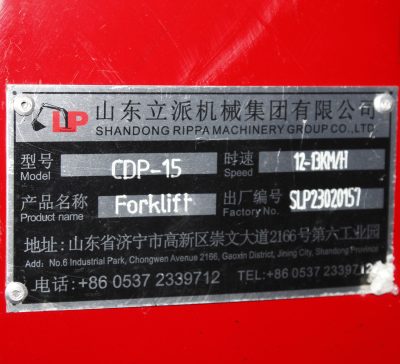 LP 山东立派机械集团有限公司
SHANDONG RIPPA MACHINERY GROUP CO.,LTD
型号 CDP-15 时速 12-13KM/H
Model Speed
产品名称 Forklift 出厂编号 SLP23020157
Product name Factory No.
地址: 山东省济宁市高新区崇文大道2166号第六工业园
Add: No.6 Industrial Park, Chongwen Avenue 2166, Gaoxin District, Jining City, Shandong Province
电话: +86 0537 2339712 TEL:+86 0537 2339712